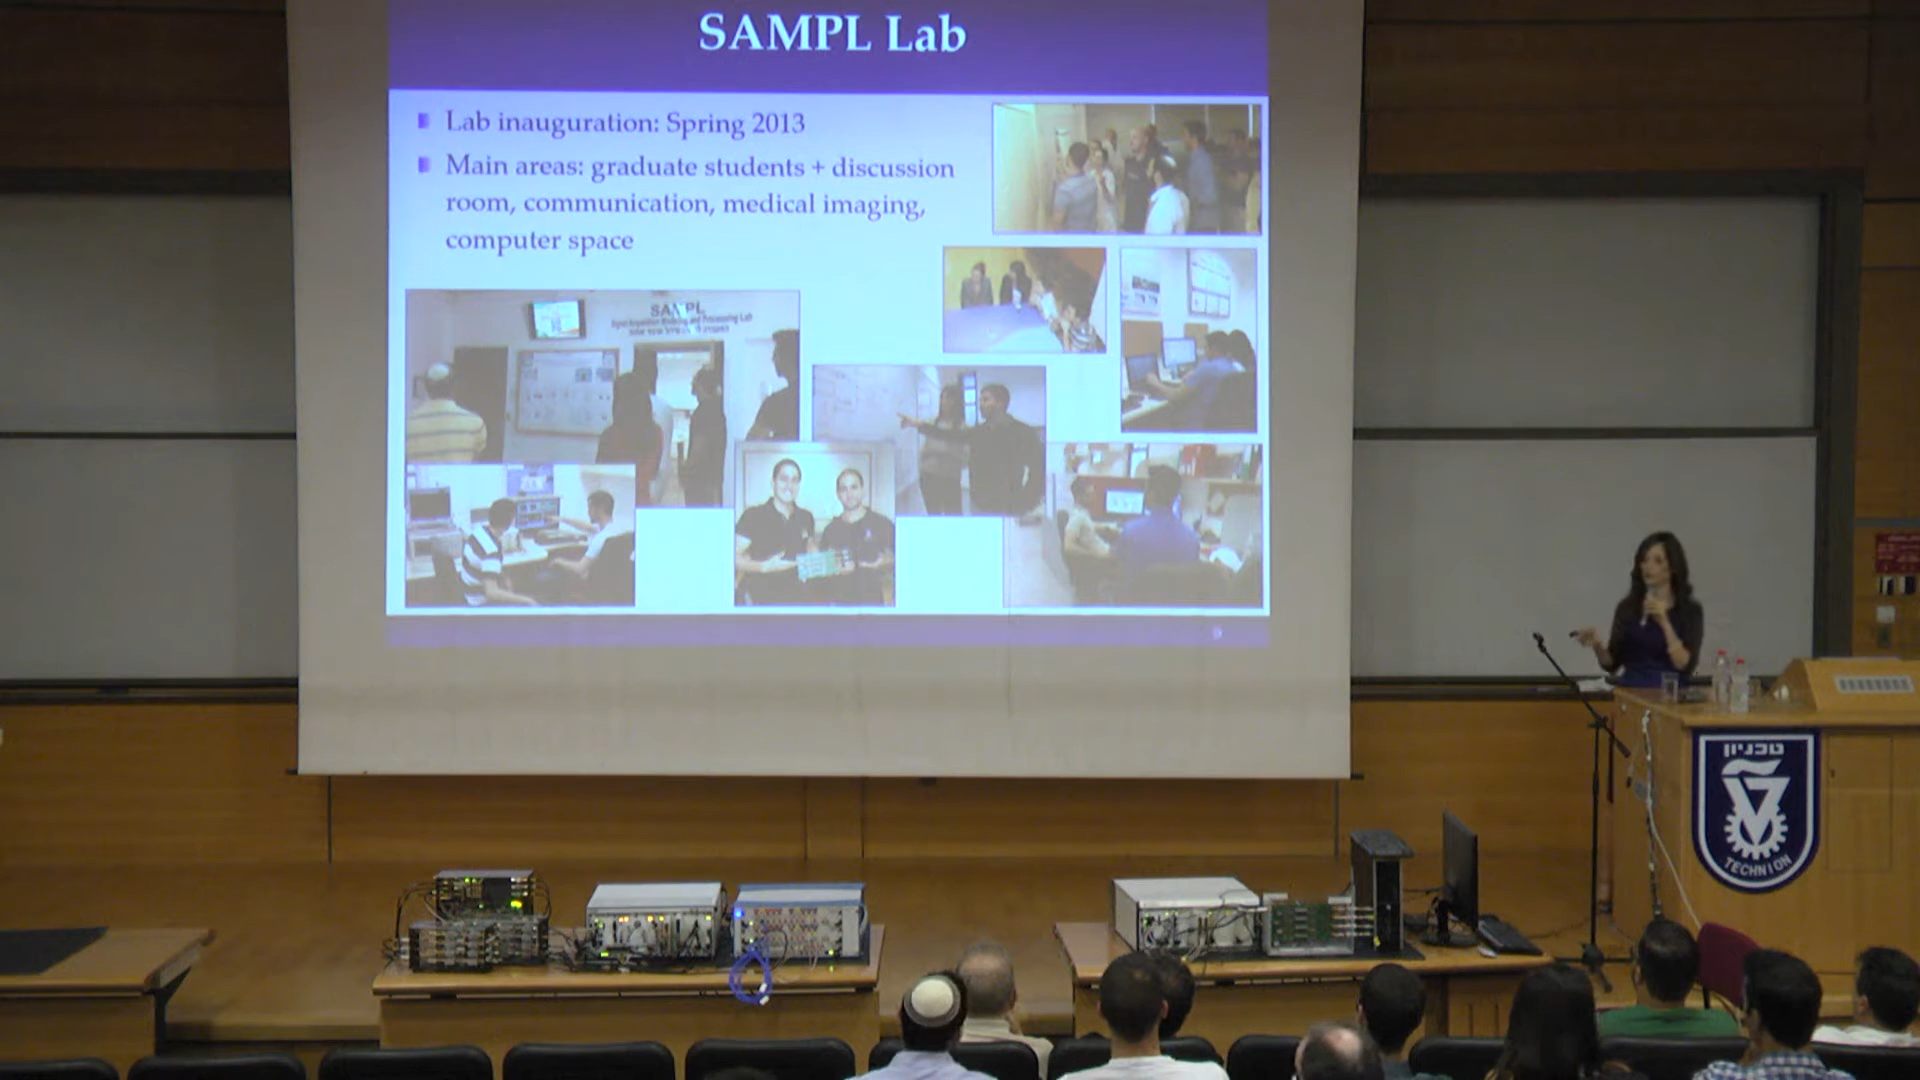 SAMPL Lab
Lab inauguration: Spring 2013
Main areas: graduate students + discussion
room, communication, medical imaging,
computer space
SAMPL
9
טכניון
TECHNION